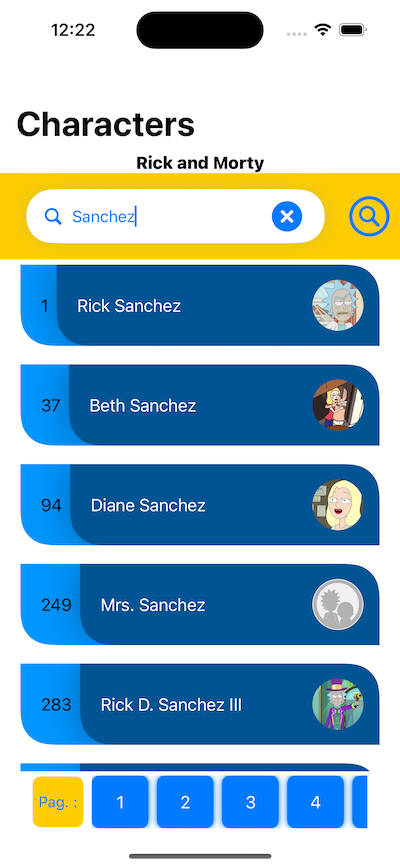 12:22
Characters
Rick and Morty
Sanchez
1 Rick Sanchez
37 Beth Sanchez
94 Diane Sanchez
249 Mrs. Sanchez
283 Rick D. Sanchez III
Pag. : 1 2 3 4